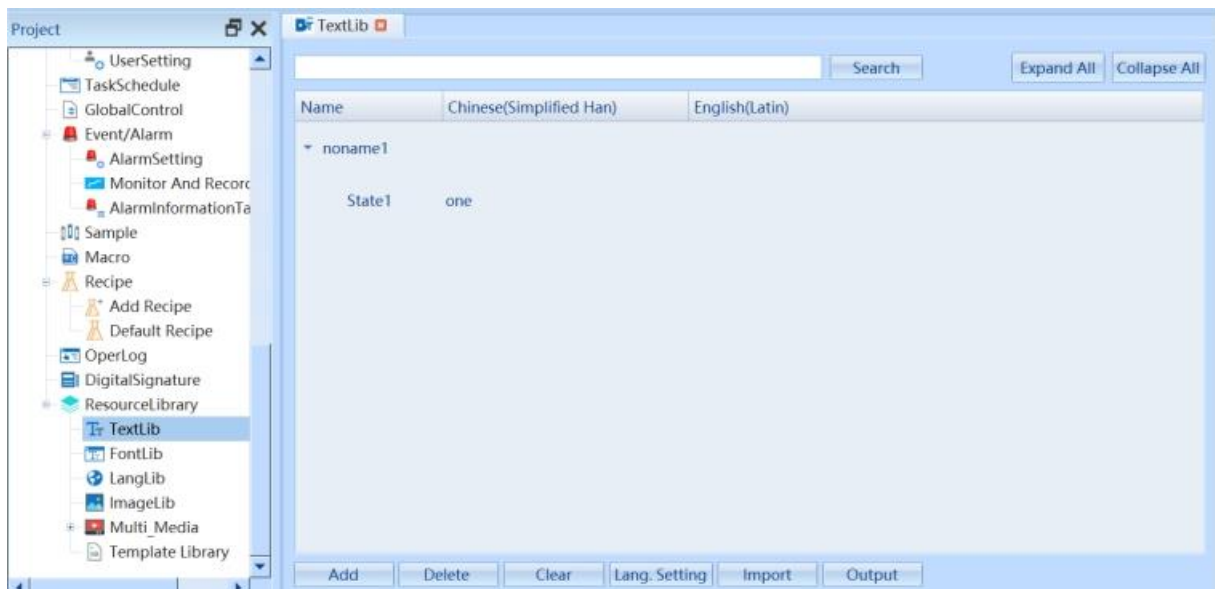 Project
UserSetting
TaskSchedule
GlobalControl
Event/Alarm
AlarmSetting
Monitor And Record
AlarmInformationTa
Sample
Macro
Recipe
Add Recipe
Default Recipe
OperLog
DigitalSignature
ResourceLibrary
TextLib
FontLib
LangLib
ImageLib
Multi_Media
Template Library
TextLib
Search Expand All Collapse All
Name Chinese(Simplified Han) English(Latin)
noname1
State1 one
Add Delete Clear Lang. Setting Import Output